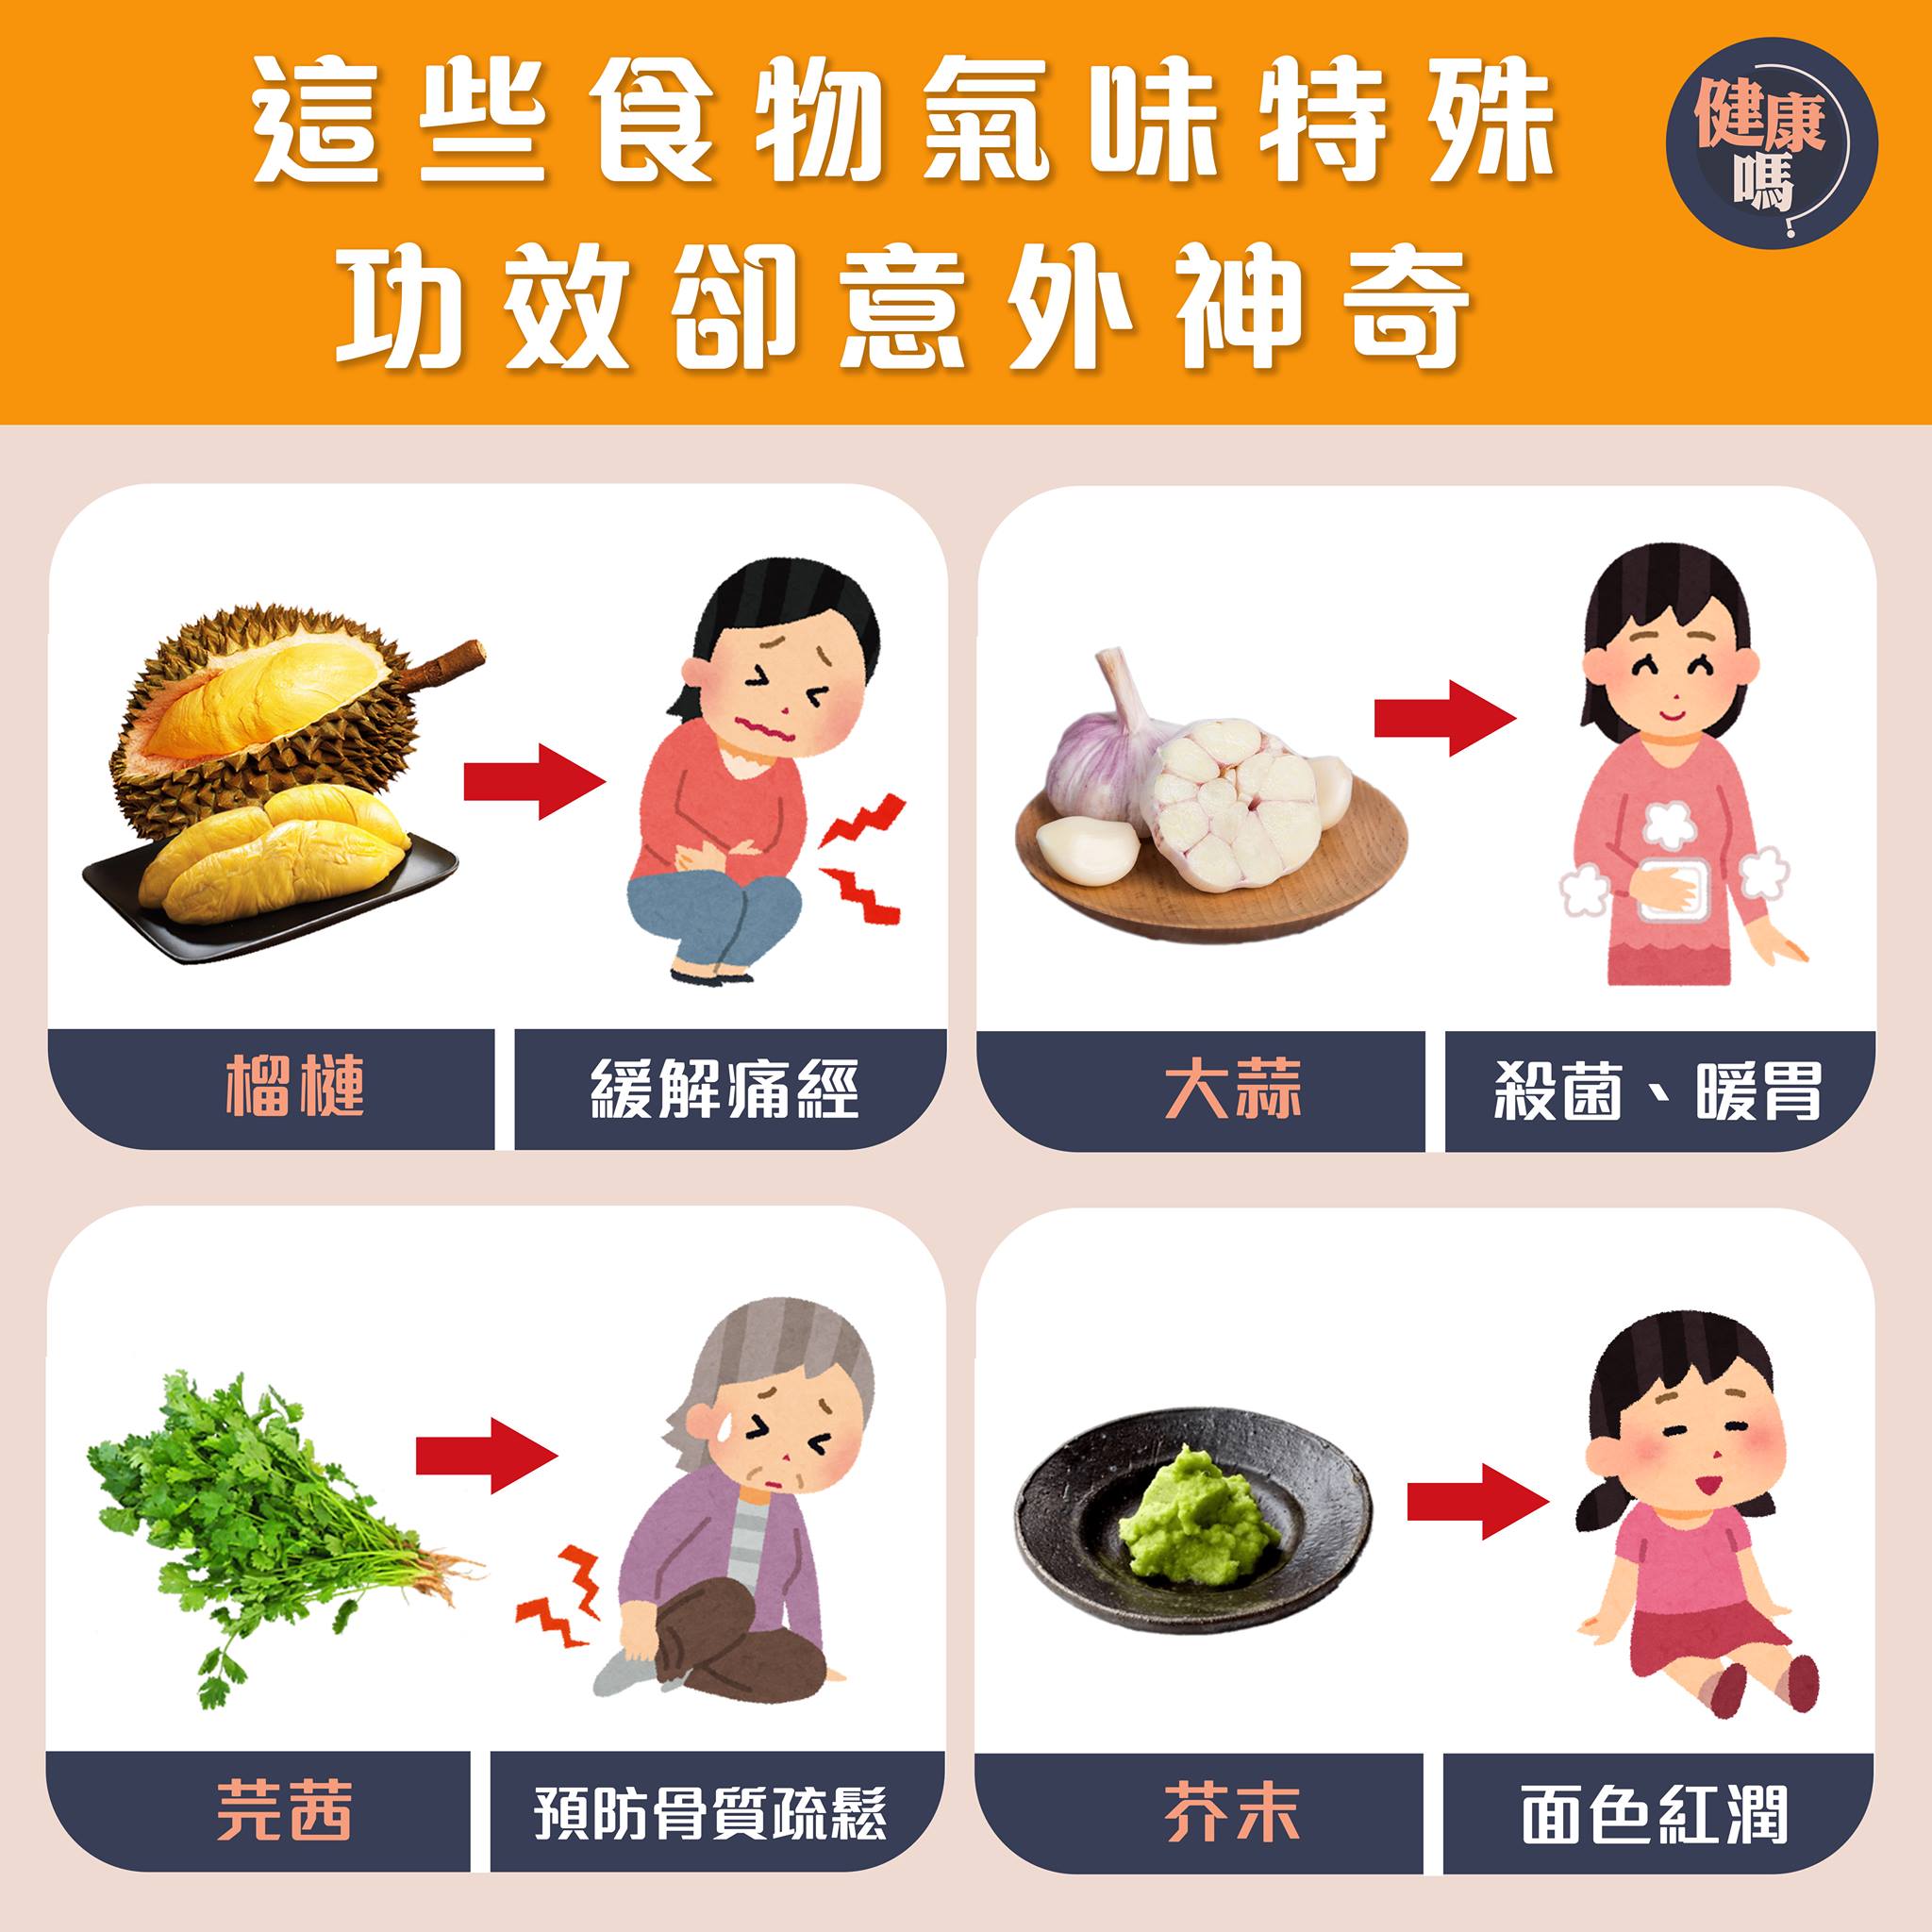 這些食物氣味特殊
功效卻意外神奇
健康
嗎?
榴槤
緩解痛經
大蒜
殺菌、暖胃
芫茜
預防骨質疏鬆
芥末
面色紅潤